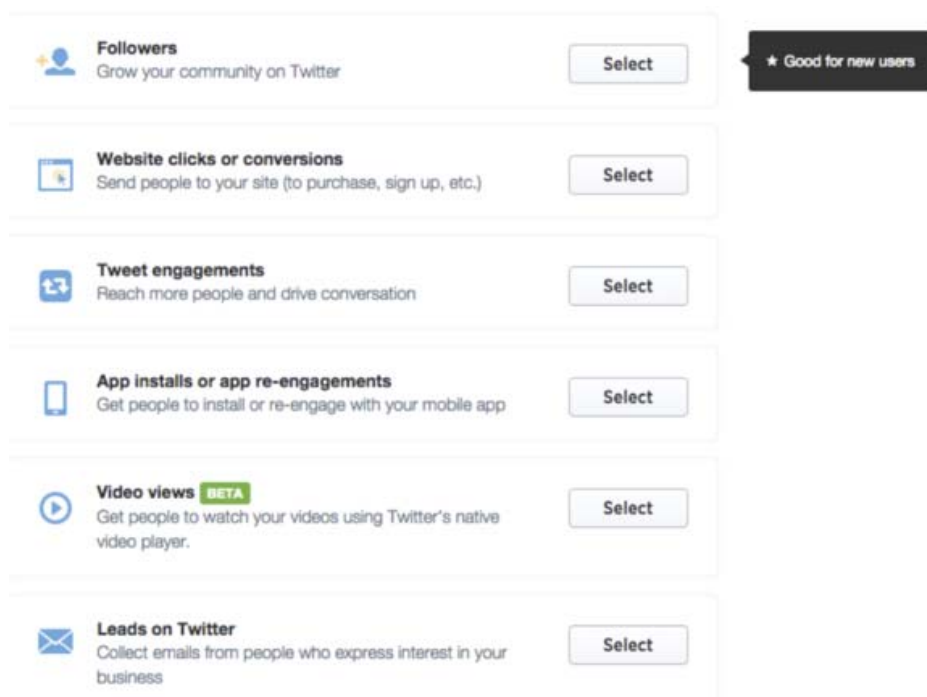 Followers
Grow your community on Twitter
Select
★ Good for new users
Website clicks or conversions
Send people to your site (to purchase, sign up, etc.)
Select
Tweet engagements
Reach more people and drive conversation
Select
App installs or app re-engagements
Get people to install or re-engage with your mobile app
Select
Video views BETA
Get people to watch your videos using Twitter's native
video player.
Select
Leads on Twitter
Collect emails from people who express interest in your
business
Select